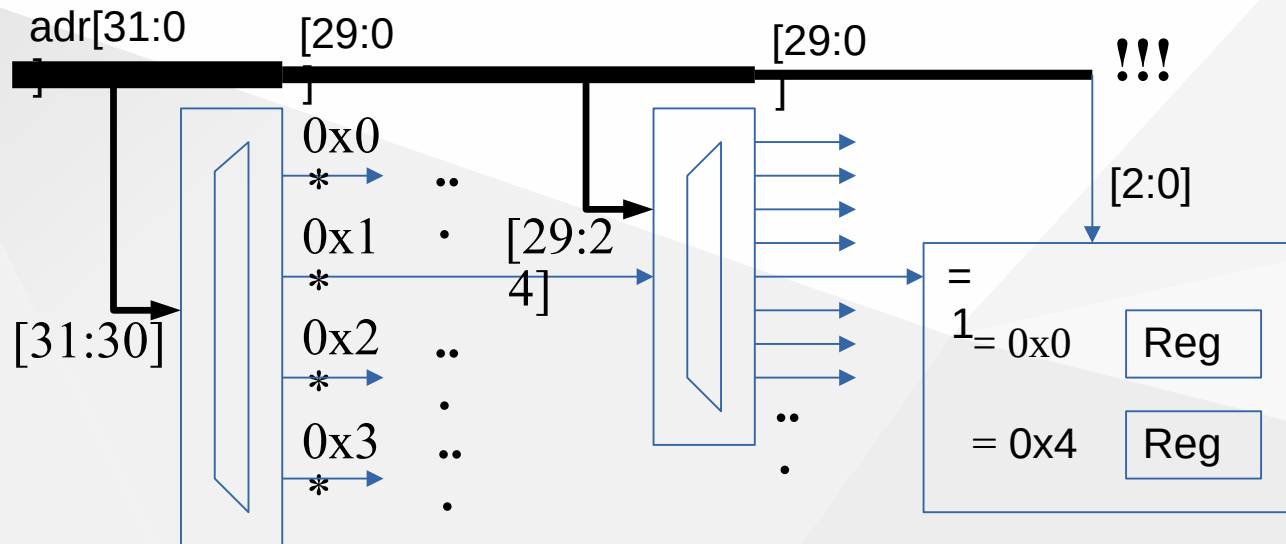 adr[31:0
]
[29:0
]
[29:0
]
!!!
0x0
*
...
[2:0]
0x1
*
[29:2
4]
=
1
[31:30]
0x2
*
...
= 0x0
Reg
0x3
*
...
...
= 0x4
Reg